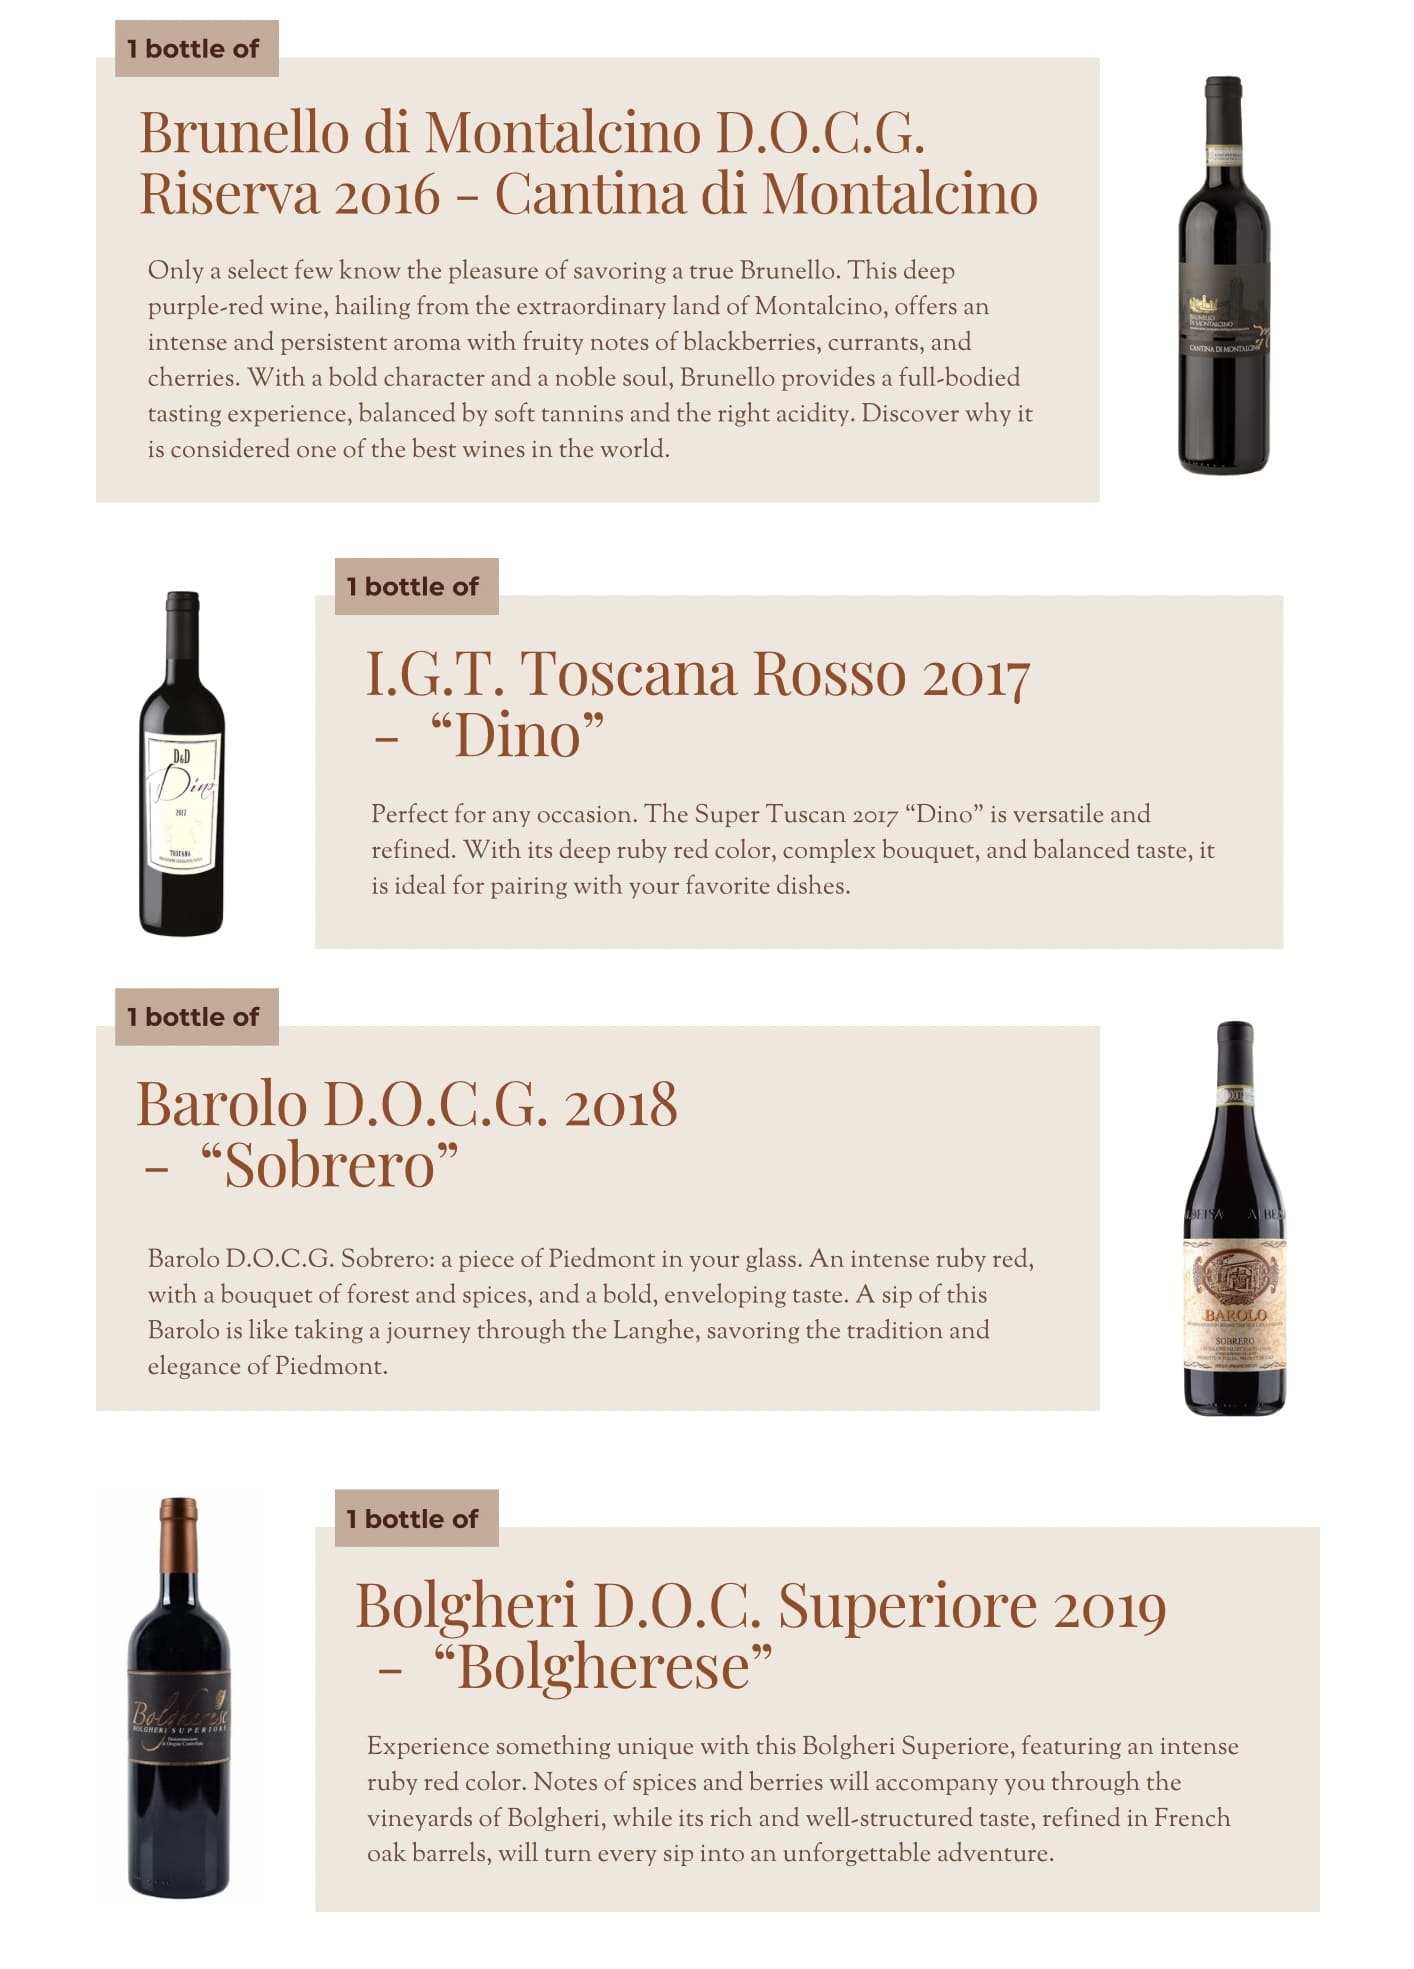 1 bottle of
Brunello di Montalcino D.O.C.G.
Riserva 2016 - Cantina di Montalcino
Only a select few know the pleasure of savoring a true Brunello. This deep
purple-red wine, hailing from the extraordinary land of Montalcino, offers an
intense and persistent aroma with fruity notes of blackberries, currants, and
cherries. With a bold character and a noble soul, Brunello provides a full-bodied
tasting experience, balanced by soft tannins and the right acidity. Discover why it
is considered one of the best wines in the world.
BRUNELLO
DI MONTALCINO
CANTINA DI MONTALCINO
1 bottle of
I.G.T. Toscana Rosso 2017
- “Dino”
Perfect for any occasion. The Super Tuscan 2017 “Dino” is versatile and
refined. With its deep ruby red color, complex bouquet, and balanced taste, it
is ideal for pairing with your favorite dishes.
D&D
Dino
2017
TOSCANA
1 bottle of
Barolo D.O.C.G. 2018
- “Sobrero”
Barolo D.O.C.G. Sobrero: a piece of Piedmont in your glass. An intense ruby red,
with a bouquet of forest and spices, and a bold, enveloping taste. A sip of this
Barolo is like taking a journey through the Langhe, savoring the tradition and
elegance of Piedmont.
BAROLO
SOBRERO
1 bottle of
Bolgheri D.O.C. Superiore 2019
- “Bolgherese”
Experience something unique with this Bolgheri Superiore, featuring an intense
ruby red color. Notes of spices and berries will accompany you through the
vineyards of Bolgheri, while its rich and well-structured taste, refined in French
oak barrels, will turn every sip into an unforgettable adventure.
Bolgherese
BOLGHERI SUPERIORE
Denominazione
di Origine Controllata